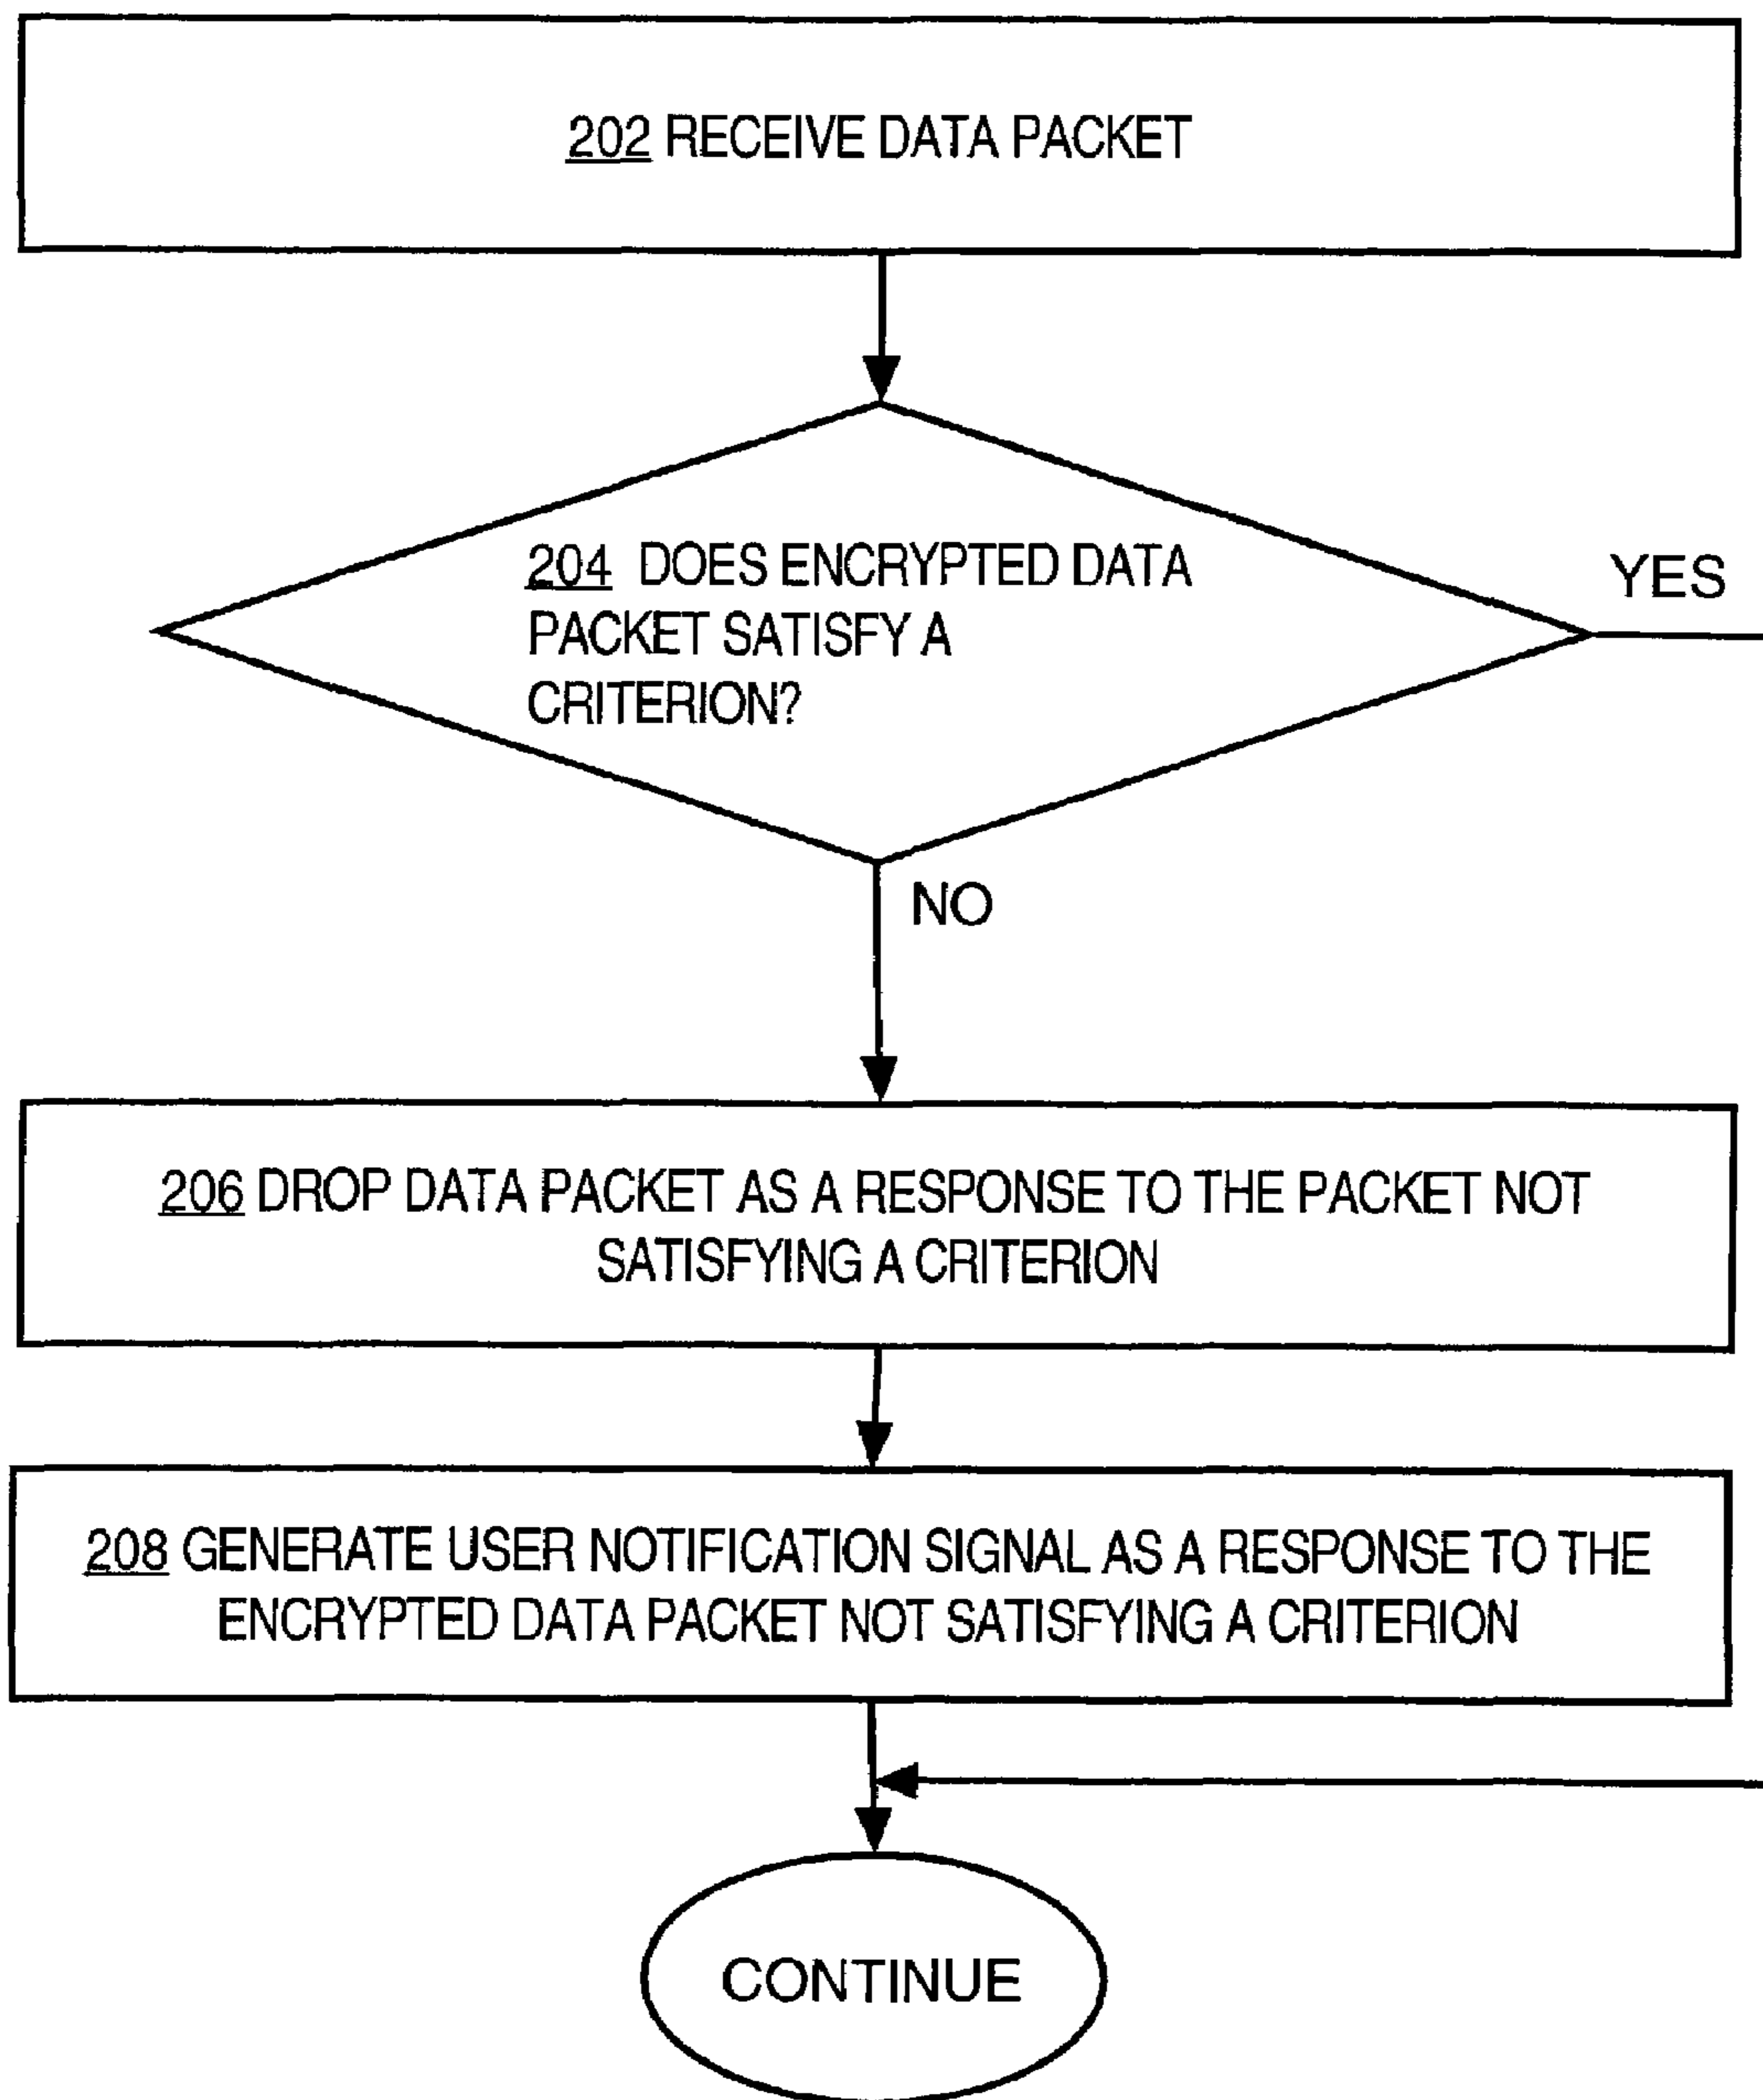 202 RECEIVE DATA PACKET
204 DOES ENCRYPTED DATA
PACKET SATISFY A
CRITERION?
YES
NO
206 DROP DATA PACKET AS A RESPONSE TO THE PACKET NOT
SATISFYING A CRITERION
208 GENERATE USER NOTIFICATION SIGNAL AS A RESPONSE TO THE
ENCRYPTED DATA PACKET NOT SATISFYING A CRITERION
CONTINUE